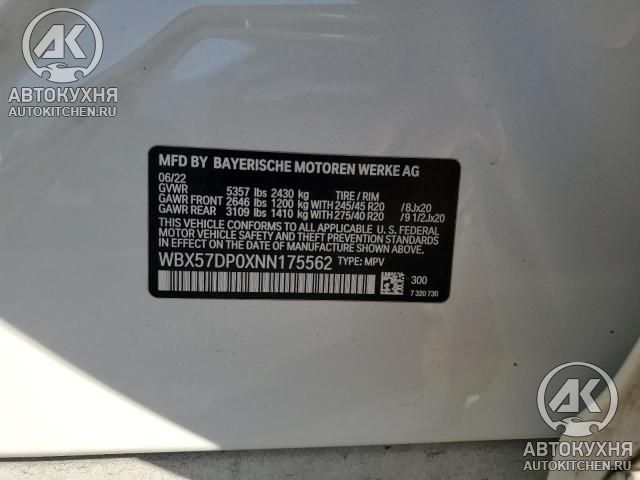 AK
АВТОКУХНЯ
AUTOKITCHEN.RU
MFD BY BAYERISCHE MOTOREN WERKE AG
06/22
GVWR 5357 lbs 2430 kg TIRE / RIM
GAWR FRONT 2646 lbs 1200 kg WITH 245/45 R20 /8Jx20
GAWR REAR 3109 lbs 1410 kg WITH 275/40 R20 /9 1/2Jx20
THIS VEHICLE CONFORMS TO ALL APPLICABLE U.S. FEDERAL
MOTOR VEHICLE SAFETY, BUMPER, AND THEFT PREVENTION
STANDARDS IN EFFECT ON THE DATE OF MANUFACTURE SHOWN ABOVE.
WBX57DP0XNN175562 TYPE: MPV
300
7 320 730
AK
АВТОКУХНЯ
AUTOKITCHEN.RU